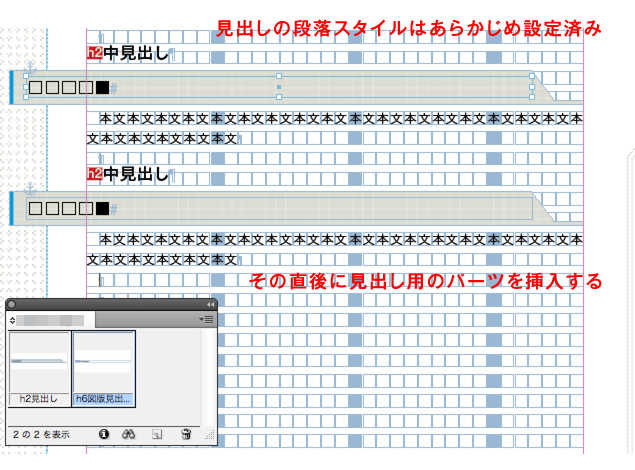 見出しの段落スタイルはあらかじめ設定済み
h2中見出し
□□□□■#
本文本文本文本文本文本文本文本文本文本文本文本文本文本文本文本文本文本
文本文本文本文本文本文
h2中見出し
□□□□■#
本文本文本文本文本文本文本文本文本文本文本文本文本文本文本文本文本文本
文本文本文本文本文本文
その直後に見出し用のパーツを挿入する
h2見出し
h6図版見出...
2 の 2 を表示